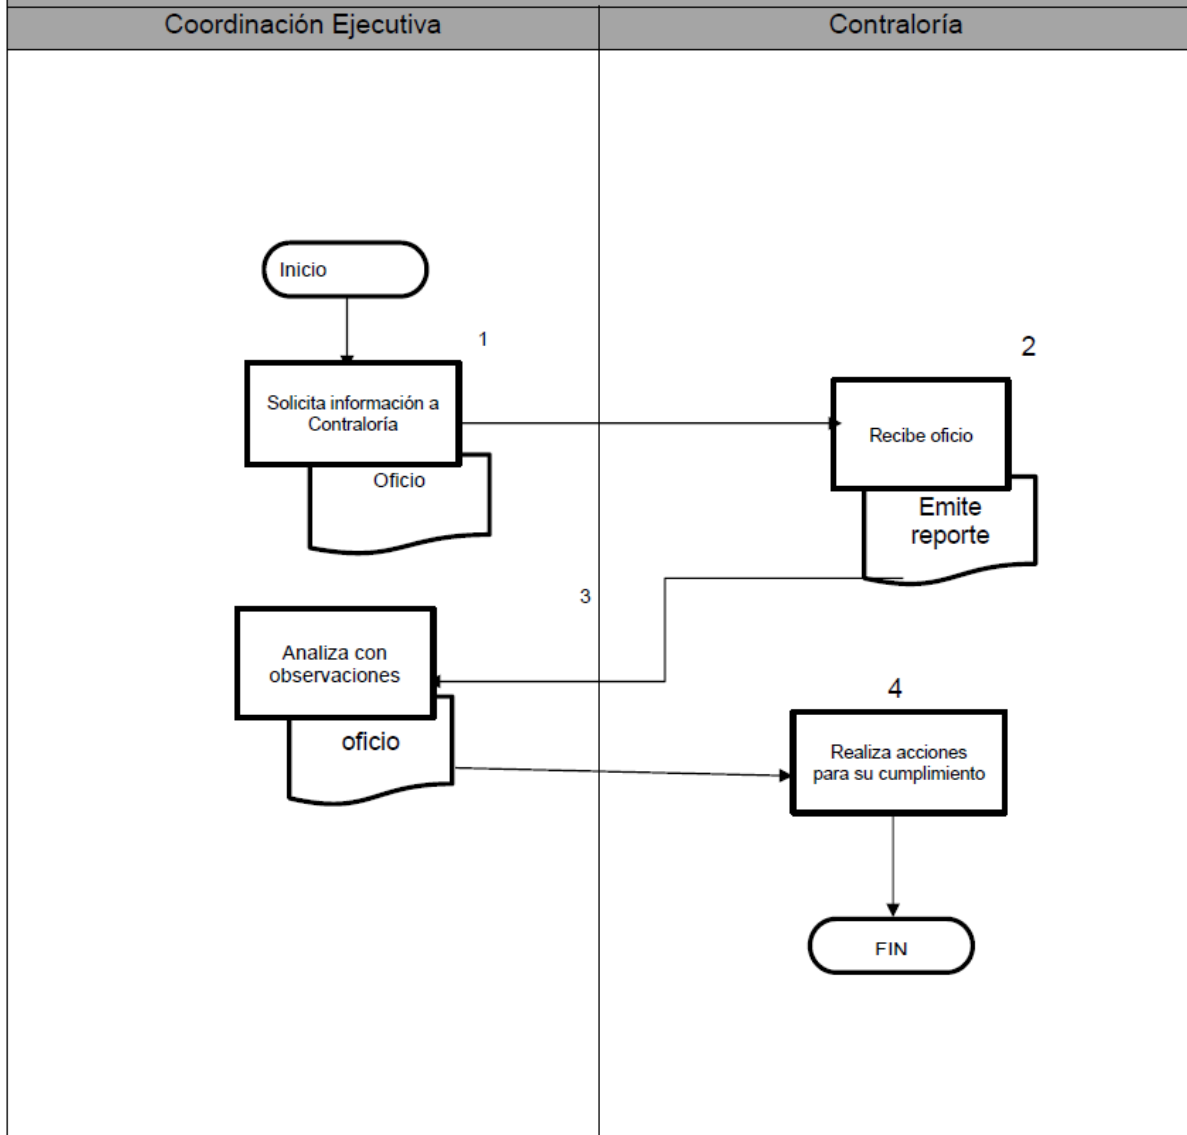 Coordinación Ejecutiva
Contraloría
Inicio
1
2
Solicita información a
Contraloría
Recibe oficio
Oficio
Emite
reporte
3
Analiza con
observaciones
oficio
4
Realiza acciones
para su cumplimiento
FIN